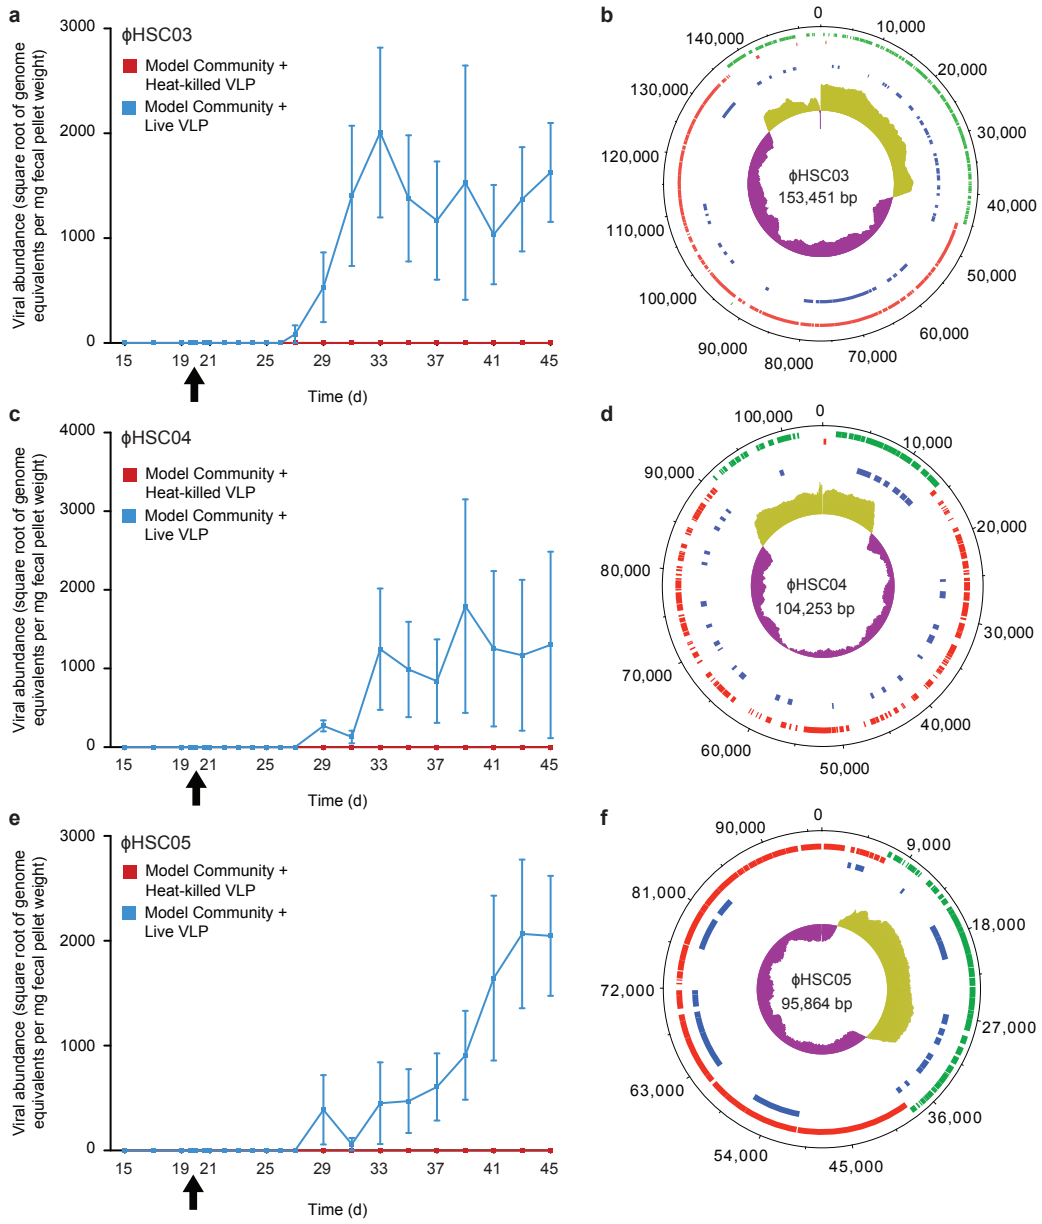 a
ϕHSC03
Model Community +
Heat-killed VLP
Model Community +
Live VLP
Viral abundance (square root of genome
equivalents per mg fecal pellet weight)
3000
2000
1000
0
15 19 21 25 29 33 37 41 45
Time (d)
b
0
10,000
20,000
30,000
40,000
50,000
60,000
70,000
80,000
90,000
100,000
110,000
120,000
130,000
140,000
ϕHSC03
153,451 bp
c
ϕHSC04
Model Community +
Heat-killed VLP
Model Community +
Live VLP
Viral abundance (square root of genome
equivalents per mg fecal pellet weight)
4000
3000
2000
1000
0
15 19 21 25 29 33 37 41 45
Time (d)
d
0
10,000
20,000
30,000
40,000
50,000
60,000
70,000
80,000
90,000
100,000
ϕHSC04
104,253 bp
e
ϕHSC05
Model Community +
Heat-killed VLP
Model Community +
Live VLP
Viral abundance (square root of genome
equivalents per mg fecal pellet weight)
3000
2000
1000
0
15 19 21 25 29 33 37 41 45
Time (d)
f
0
9,000
18,000
27,000
36,000
45,000
54,000
63,000
72,000
81,000
90,000
ϕHSC05
95,864 bp